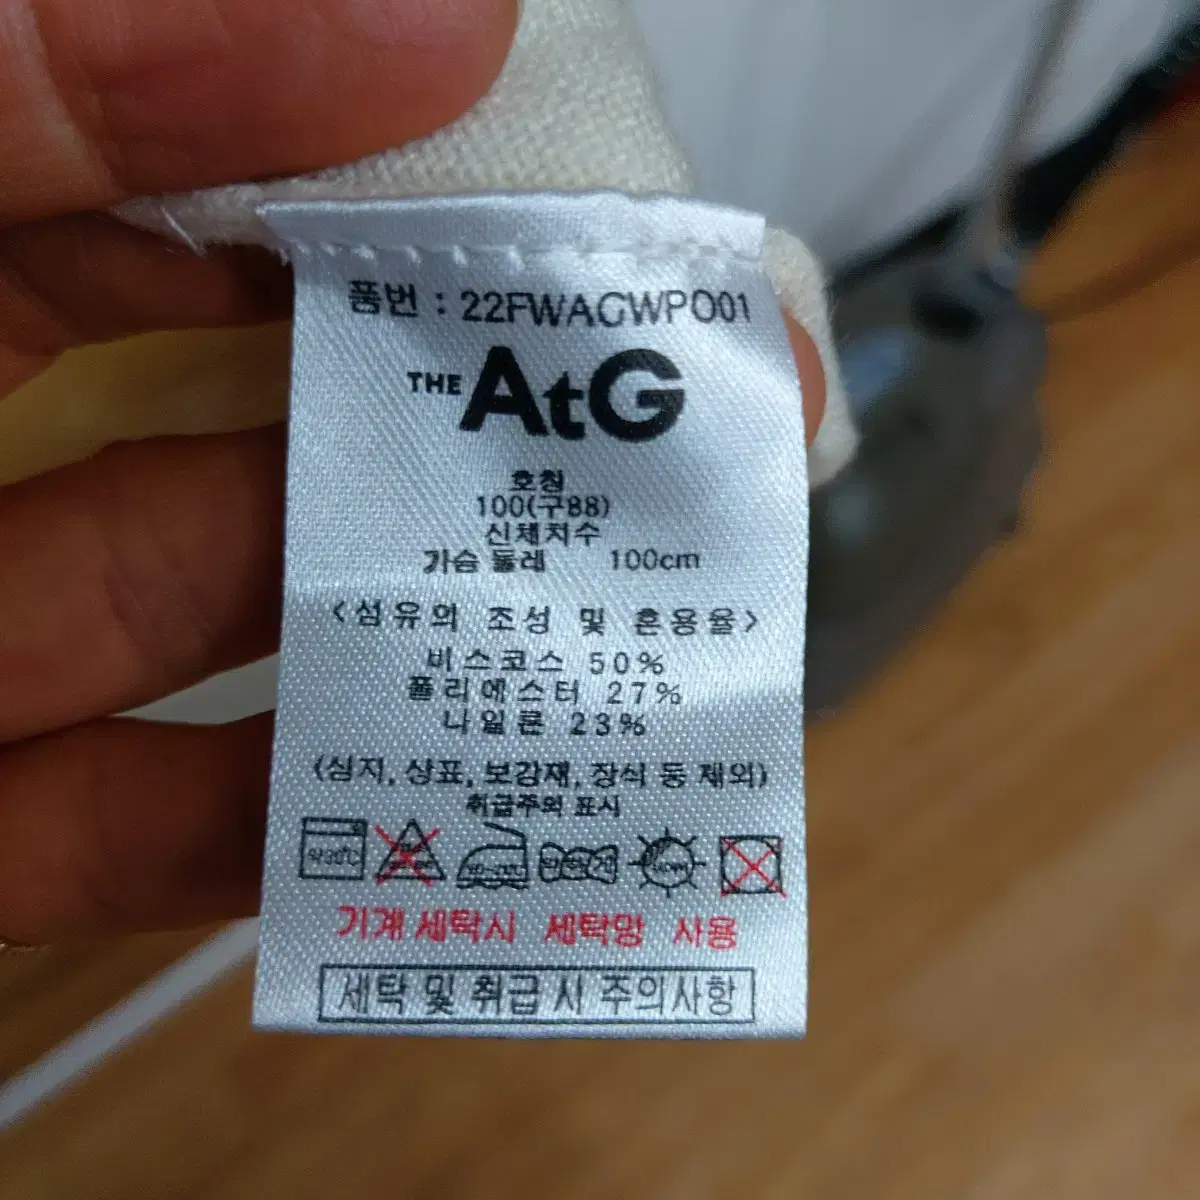 품번 : 22FWAGWPO01
THE AtG
호칭
100(구88)
신체치수
가슴 둘레 100cm
<섬유의 조성 및 혼용율>
비스코스 50%
폴리에스터 27%
나일론 23%
(심지, 상표, 보강재, 장식 등 제외)
취급주의 표시
약30℃
기계 세탁시 세탁망 사용
세탁 및 취급 시 주의사항